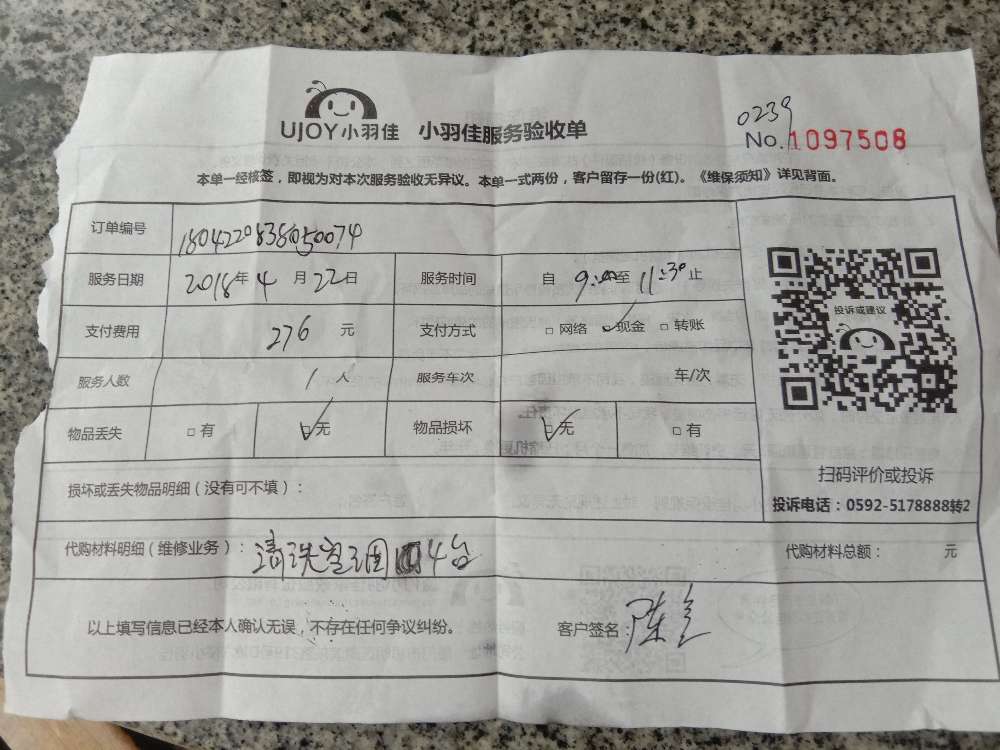 UJOY小羽佳 小羽佳服务验收单
0239
No.1097508
本单一经核签，即视为对本次服务验收无异议。本单一式两份，客户留存一份(红)。《维保须知》详见背面。
订单编号 1804220838050074
服务日期 2018年 4 月 22日 服务时间 自 9:00至 11:30止
支付费用 276 元 支付方式 □ 网络 ☑ 现金 □ 转账
服务人数 1 人 服务车次 车/次
物品丢失 □ 有 ☑无 物品损坏 ☑无 □ 有
投诉或建议
扫码评价或投诉
投诉电话：0592-5178888转2
损坏或丢失物品明细（没有可不填）：
代购材料明细（维修业务）：清洗空调 4台
代购材料总额： 元
以上填写信息已经本人确认无误，不存在任何争议纠纷。 客户签名：陈